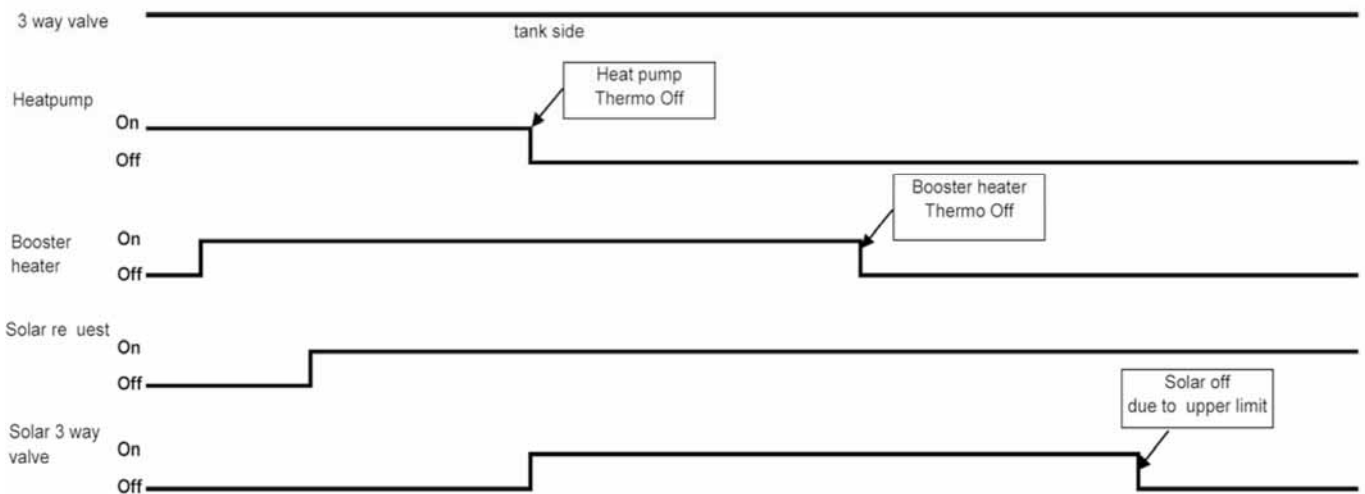 3 way valve
tank side
Heat pump
Thermo Off
Heatpump
On
Off
Booster heater
Thermo Off
Booster
heater
On
Off
Solar re uest
On
Off
Solar off
due to upper limit
Solar 3 way
valve
On
Off